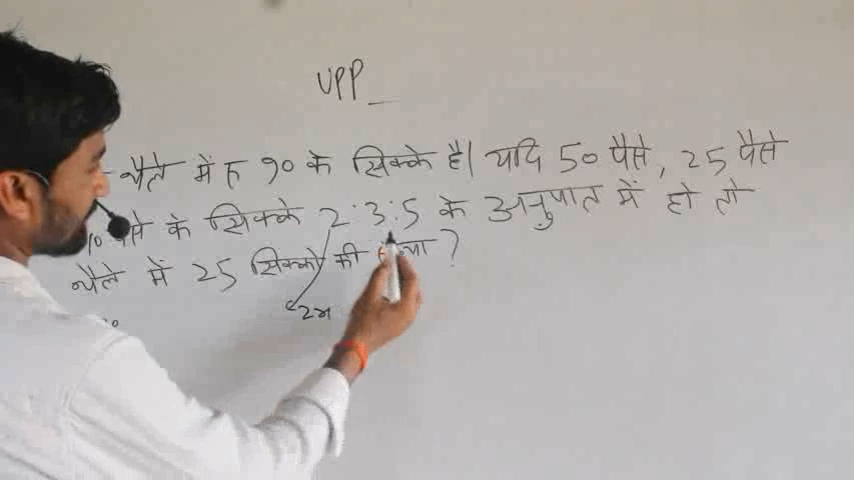 UPP
थैले में रु 90 के सिक्के है। यदि 50 पैसे, 25 पैसे
10 पैसे के सिक्के 2:3:5 के अनुपात में हो तो
थैले में 25 सिक्को की ?
2x